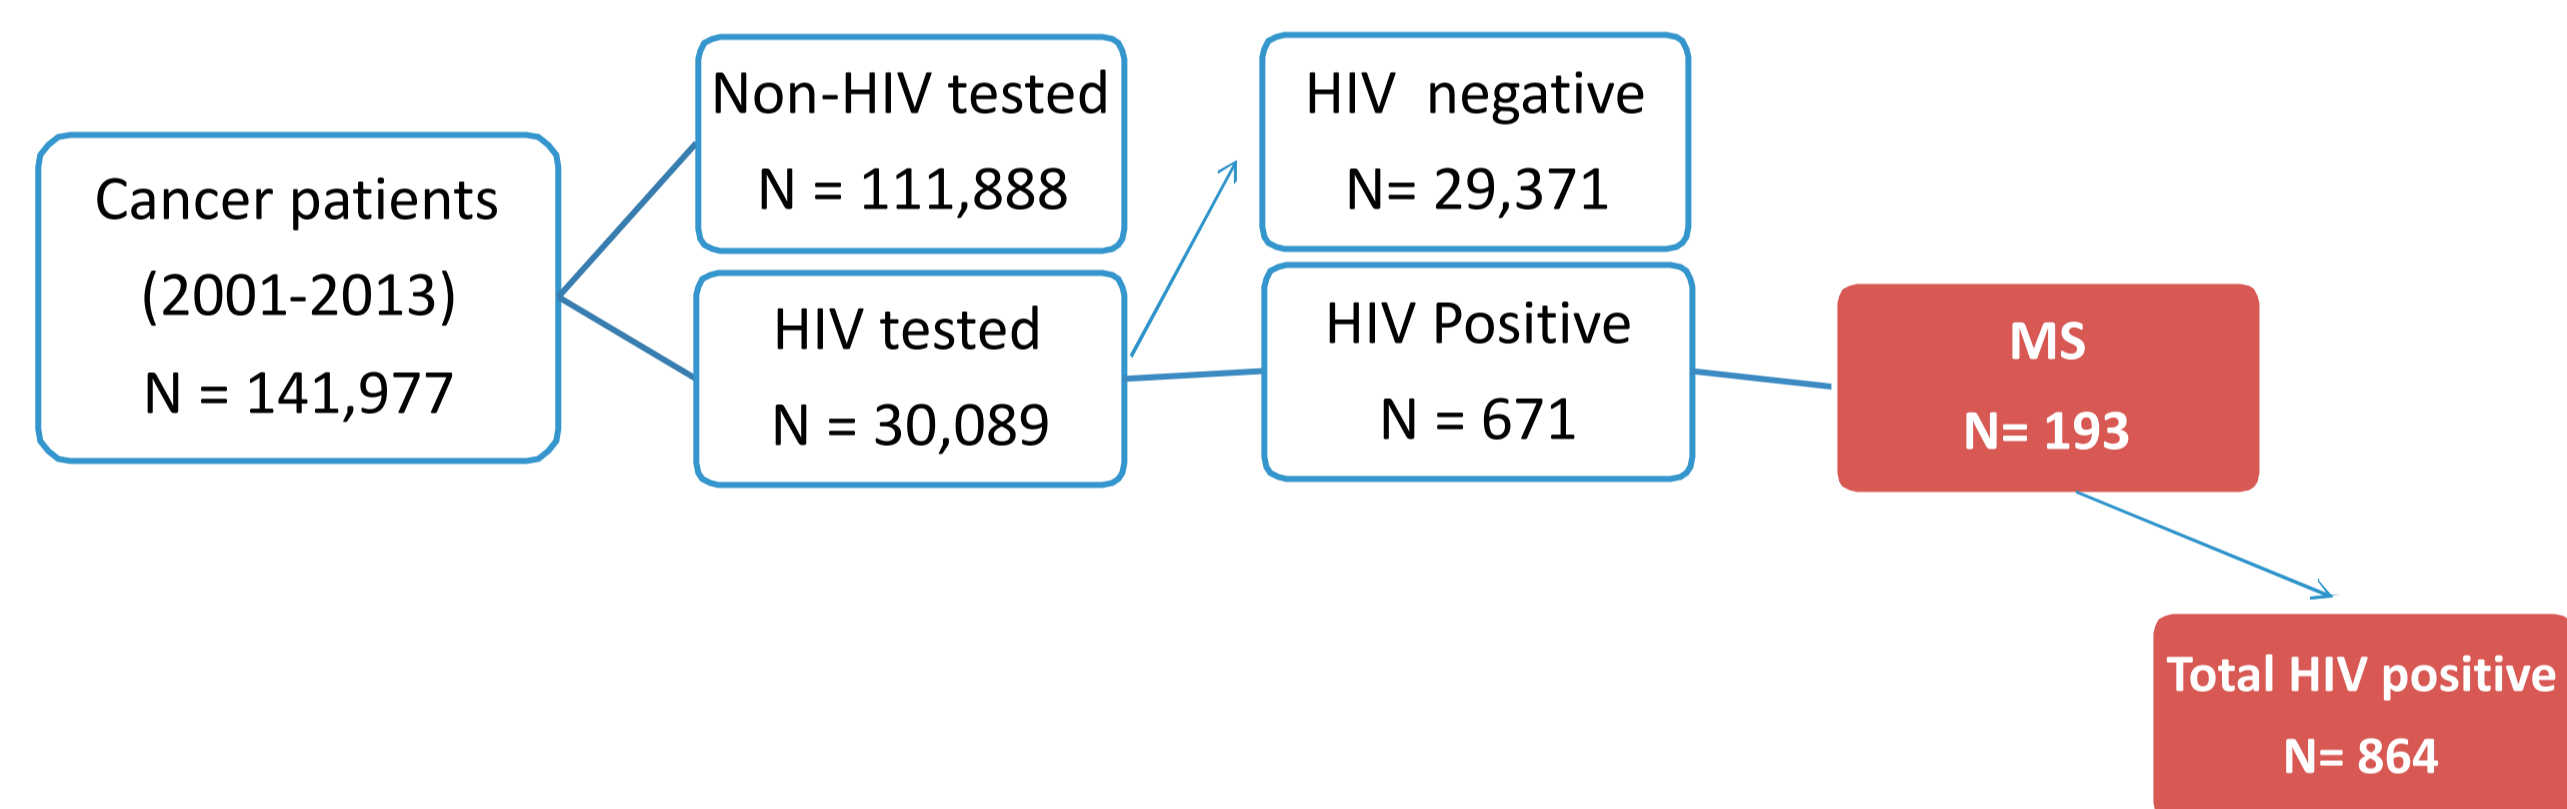 Cancer patients
(2001-2013)
N = 141,977
Non-HIV tested
N = 111,888
HIV tested
N = 30,089
HIV  negative
N= 29,371
HIV Positive
N = 671
MS
N= 193
Total HIV positive
N= 864